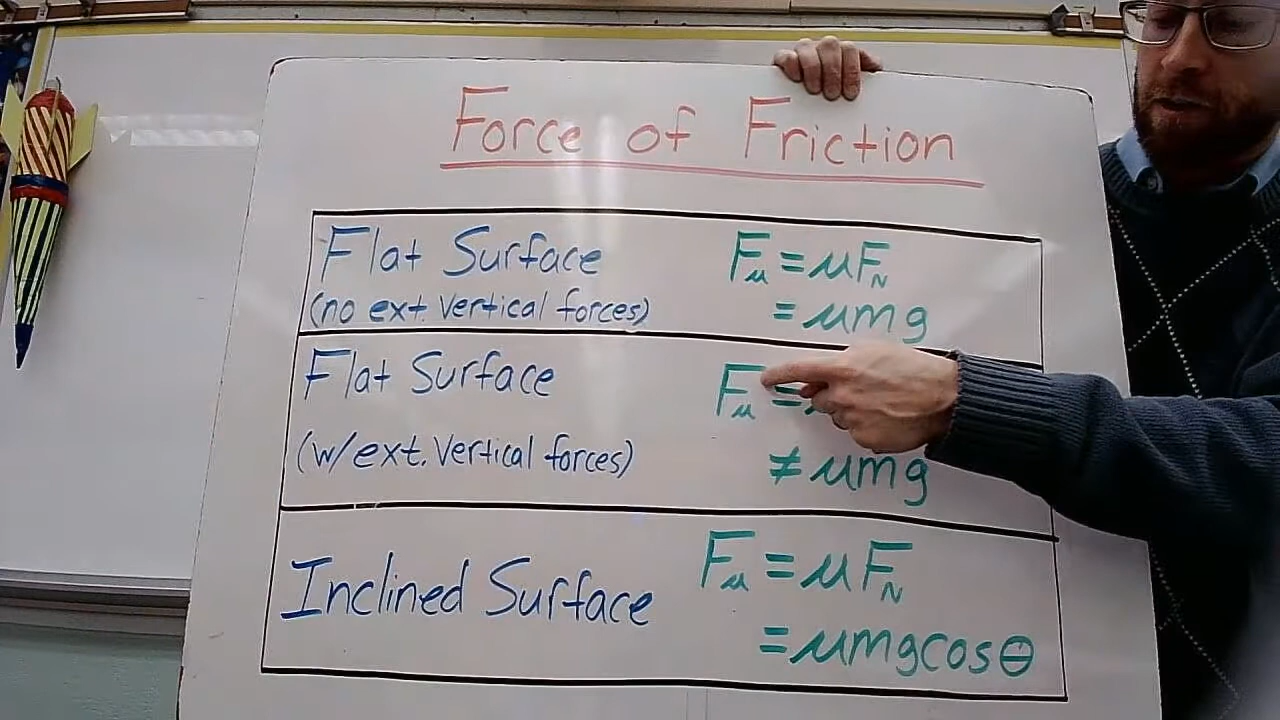 Force of Friction
Flat Surface
(no ext. vertical forces)
Fμ = μFN
= μmg
Flat Surface
(w/ext. vertical forces)
Fμ =
≠ μmg
Inclined Surface
Fμ = μFN
= μmgcosθ